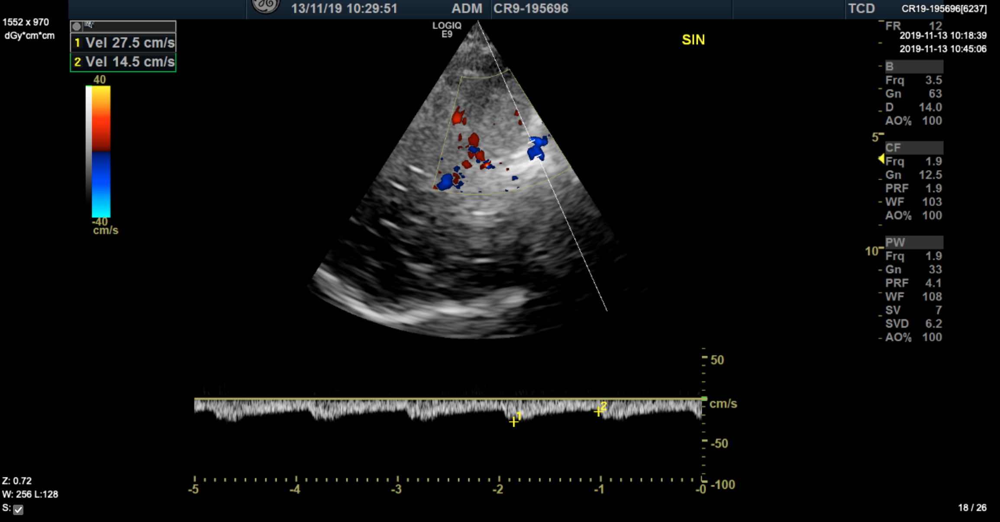 13/11/19 10:29:51 ADM CR9-195696 TCD CR19-195696[6237]
1552 x 970
dGy*cm*cm
2019-11-13 10:18:39
2019-11-13 10:45:06
1 Vel 27.5 cm/s
2 Vel 14.5 cm/s
40
-40
cm/s
LOGIQ
E9
SIN
FR 12
B
Frq 3.5
Gn 63
D 14.0
AO% 100
5
CF
Frq 1.9
Gn 12.5
PRF 1.9
WF 103
AO% 100
10
PW
Frq 1.9
Gn 33
PRF 4.1
WF 108
SV 7
SVD 6.2
AO% 100
50
cm/s
1
2
-50
-100
-5 -4 -3 -2 -1 -0
Z: 0.72
W: 256 L:128
S:
18 / 26